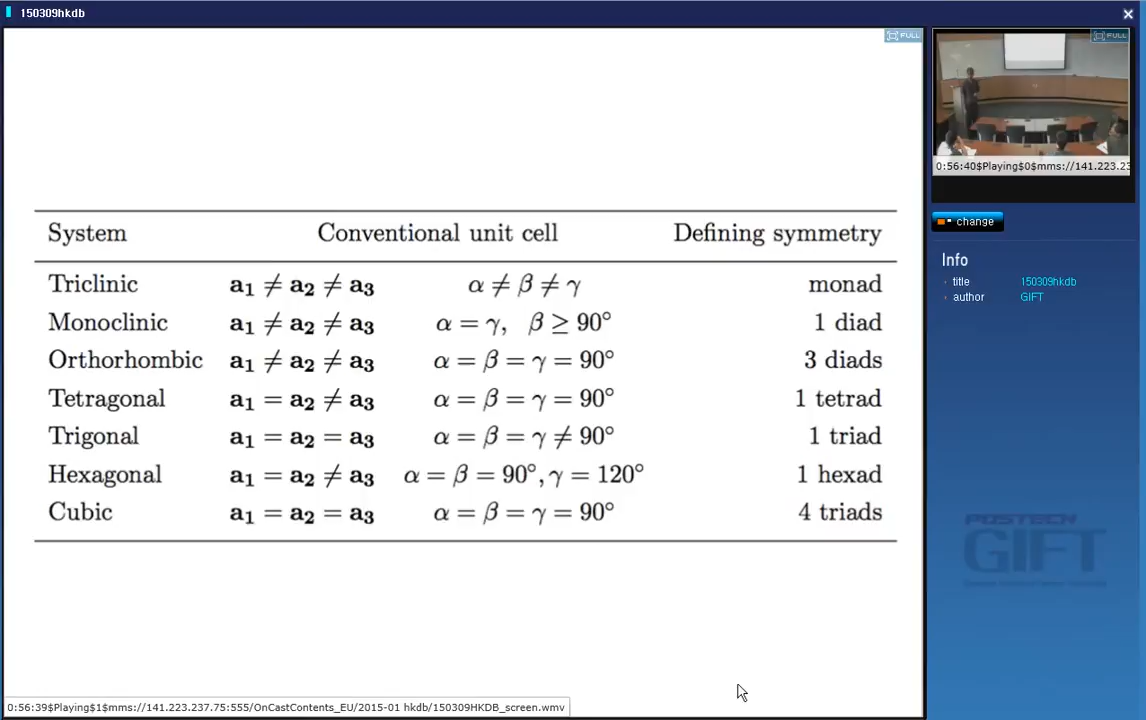 150309hkdb
FULL
FULL
0:56:40$Playing$0$mms://141.223.23
change
Info
title 150309hkdb
author GIFT
System Conventional unit cell Defining symmetry
Triclinic a₁ ≠ a₂ ≠ a₃ α ≠ β ≠ γ monad
Monoclinic a₁ ≠ a₂ ≠ a₃ α = γ, β ≥ 90° 1 diad
Orthorhombic a₁ ≠ a₂ ≠ a₃ α = β = γ = 90° 3 diads
Tetragonal a₁ = a₂ ≠ a₃ α = β = γ = 90° 1 tetrad
Trigonal a₁ = a₂ = a₃ α = β = γ ≠ 90° 1 triad
Hexagonal a₁ = a₂ ≠ a₃ α = β = 90°, γ = 120° 1 hexad
Cubic a₁ = a₂ = a₃ α = β = γ = 90° 4 triads
POSTECH
GIFT
0:56:39$Playing$1$mms://141.223.237.75:555/OnCastContents_EU/2015-01 hkdb/150309HKDB_screen.wmv